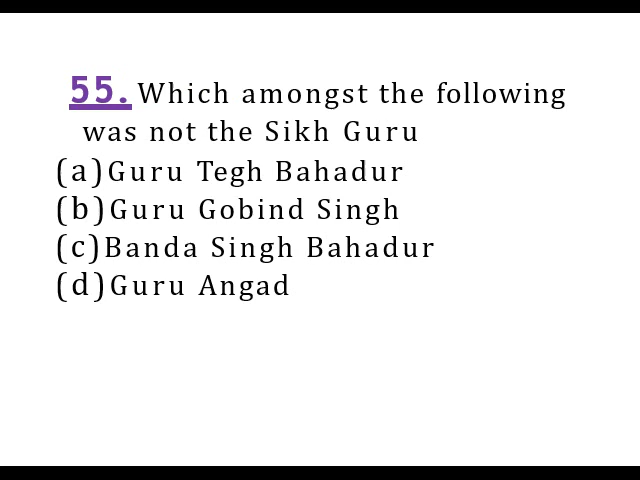 55. Which amongst the following
was not the Sikh Guru
(a)Guru Tegh Bahadur
(b)Guru Gobind Singh
(c)Banda Singh Bahadur
(d)Guru Angad